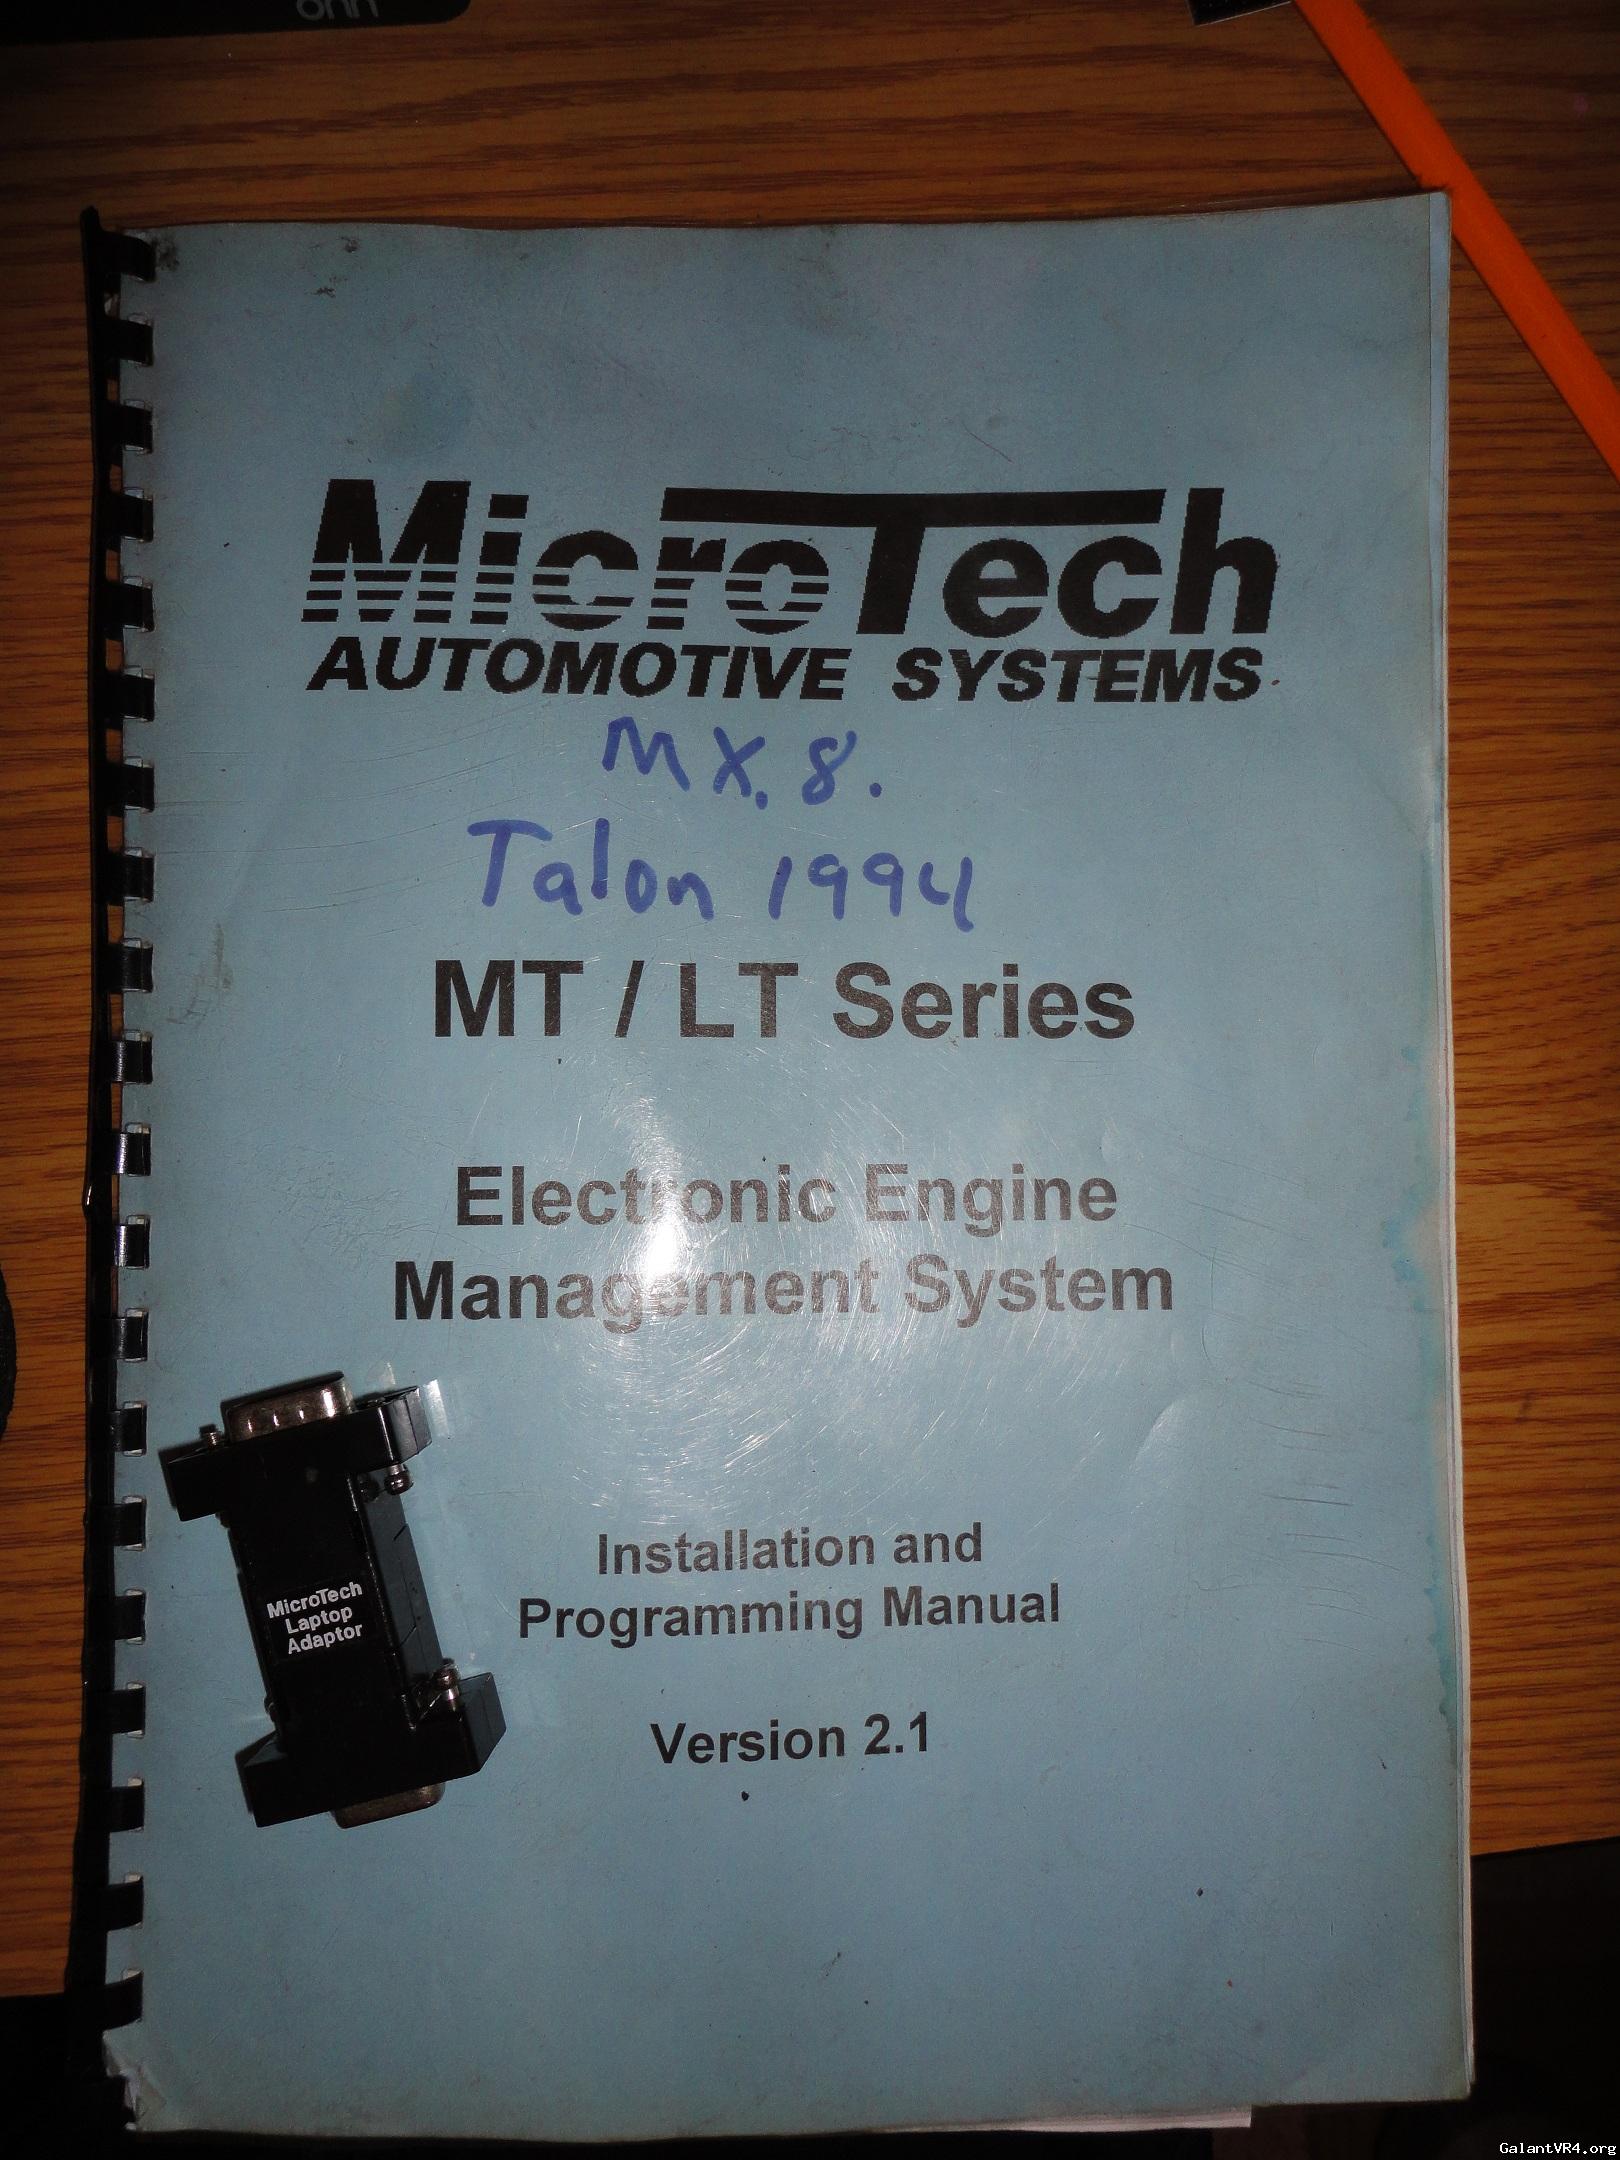 MicroTech
AUTOMOTIVE SYSTEMS
MX.8.
Talon 1994
MT / LT Series
Electronic Engine
Management System
Installation and
Programming Manual
Version 2.1
MicroTech
Laptop
Adaptor
GalantVR4.org